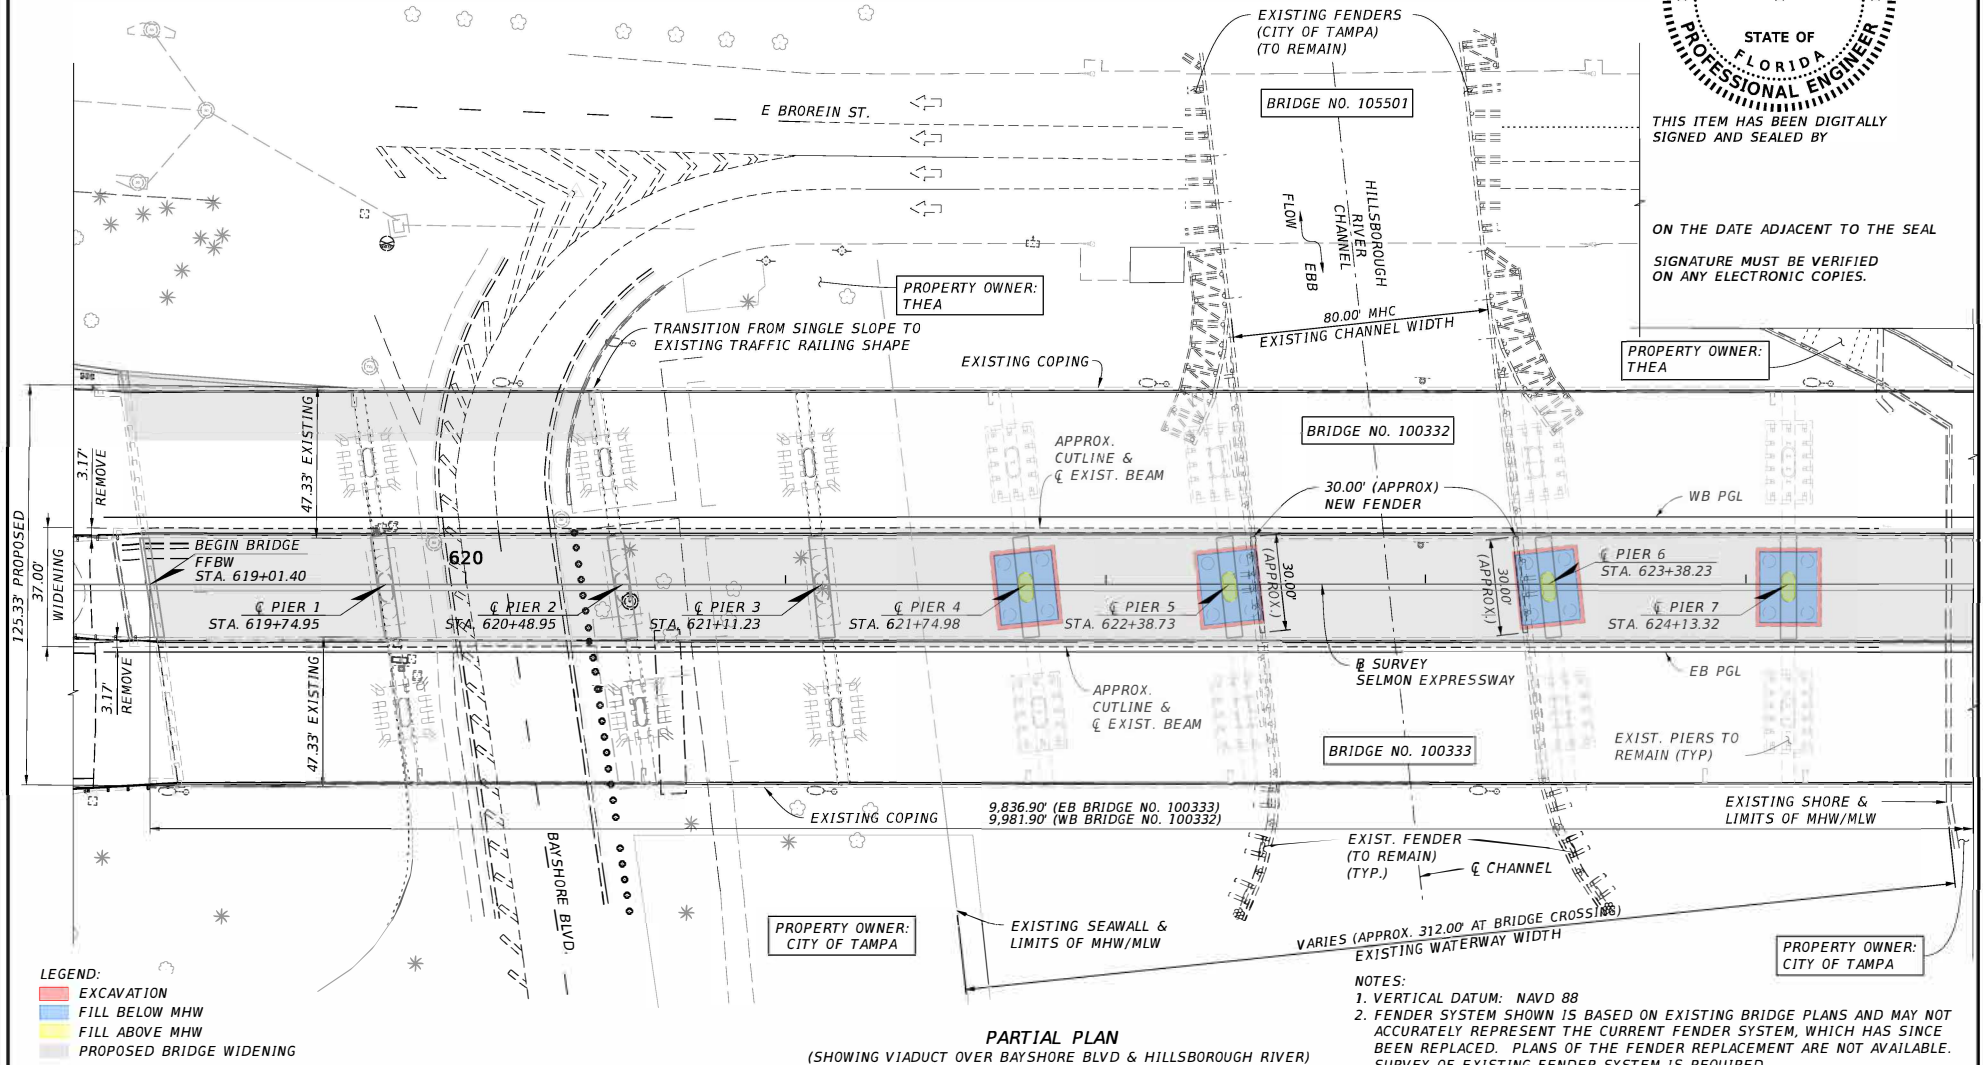 EXISTING FENDERS
(CITY OF TAMPA)
(TO REMAIN)
STATE OF
FLORIDA
PROFESSIONAL ENGINEER
THIS ITEM HAS BEEN DIGITALLY
SIGNED AND SEALED BY
ON THE DATE ADJACENT TO THE SEAL
SIGNATURE MUST BE VERIFIED
ON ANY ELECTRONIC COPIES.
E BROREIN ST.
BRIDGE NO. 105501
HILLSBOROUGH
RIVER
CHANNEL
FLOW
EBB
PROPERTY OWNER:
THEA
80.00' MHC
EXISTING CHANNEL WIDTH
TRANSITION FROM SINGLE SLOPE TO
EXISTING TRAFFIC RAILING SHAPE
EXISTING COPING
PROPERTY OWNER:
THEA
BRIDGE NO. 100332
47.33' EXISTING
3.17'
REMOVE
APPROX.
CUTLINE &
℄ EXIST. BEAM
30.00' (APPROX)
NEW FENDER
WB PGL
125.33' PROPOSED
37.00'
WIDENING
BEGIN BRIDGE
FFBW
STA. 619+01.40
620
℄ PIER 1
STA. 619+74.95
℄ PIER 2
STA. 620+48.95
℄ PIER 3
STA. 621+11.23
℄ PIER 4
STA. 621+74.98
℄ PIER 5
STA. 622+38.73
30.00'
(APPROX.)
30.00'
(APPROX.)
℄ PIER 6
STA. 623+38.23
℄ PIER 7
STA. 624+13.32
3.17'
REMOVE
47.33' EXISTING
APPROX.
CUTLINE &
℄ EXIST. BEAM
B SURVEY
SELMON EXPRESSWAY
EB PGL
BRIDGE NO. 100333
EXIST. PIERS TO
REMAIN (TYP)
EXISTING COPING
9,836.90' (EB BRIDGE NO. 100333)
9,981.90' (WB BRIDGE NO. 100332)
EXISTING SHORE &
LIMITS OF MHW/MLW
BAYSHORE BLVD.
EXIST. FENDER
(TO REMAIN)
(TYP.)
℄ CHANNEL
PROPERTY OWNER:
CITY OF TAMPA
EXISTING SEAWALL &
LIMITS OF MHW/MLW
VARIES (APPROX. 312.00' AT BRIDGE CROSSING)
EXISTING WATERWAY WIDTH
PROPERTY OWNER:
CITY OF TAMPA
LEGEND:
EXCAVATION
FILL BELOW MHW
FILL ABOVE MHW
PROPOSED BRIDGE WIDENING
PARTIAL PLAN
(SHOWING VIADUCT OVER BAYSHORE BLVD & HILLSBOROUGH RIVER)
NOTES:
1. VERTICAL DATUM: NAVD 88
2. FENDER SYSTEM SHOWN IS BASED ON EXISTING BRIDGE PLANS AND MAY NOT
ACCURATELY REPRESENT THE CURRENT FENDER SYSTEM, WHICH HAS SINCE
BEEN REPLACED. PLANS OF THE FENDER REPLACEMENT ARE NOT AVAILABLE.
SURVEY OF EXISTING FENDER SYSTEM IS REQUIRED